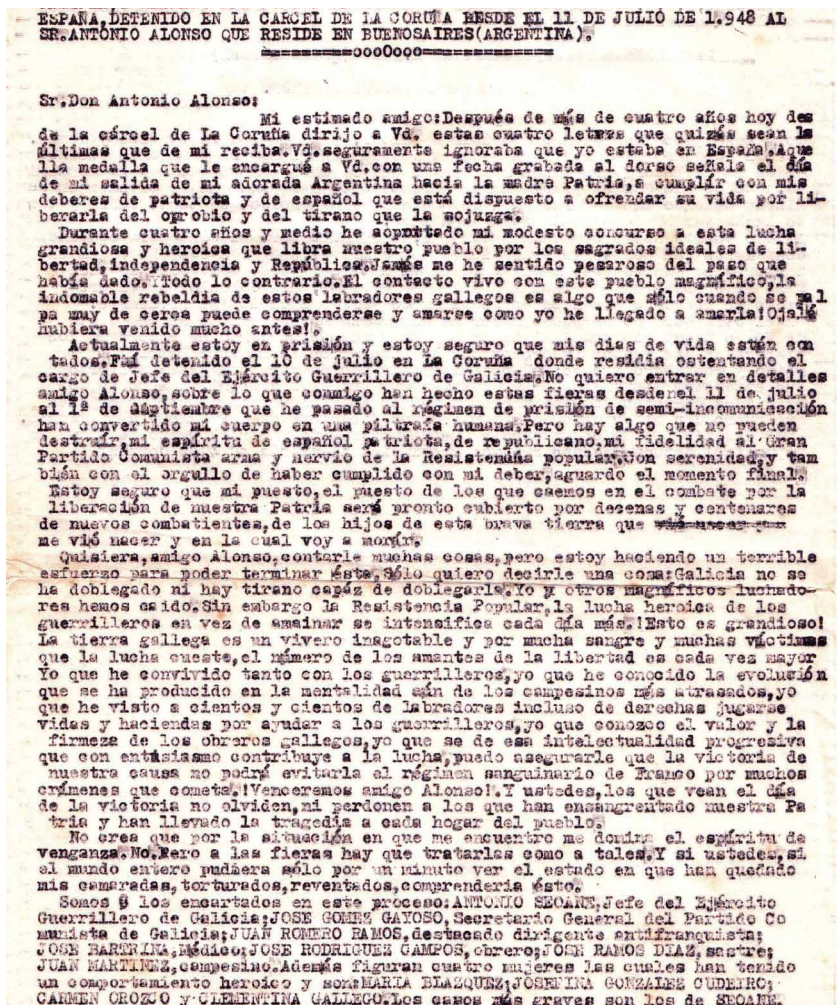 ESPAÑA,DETENIDO EN LA CARCEL DE LA CORUÑA DESDE EL 11 DE JULIO DE 1.948 AL
SR.ANTONIO ALONSO QUE RESIDE EN BUENOSAIRES(ARGENTINA).
==========ooo0ooo=============
Sr.Don Antonio Alonso:
Mi estimado amigo:Después de más de cuatro años hoy des
de la cárcel de La Coruña dirijo a Vd. estas cuatro letras que quizás sean la
últimas que de mi reciba.Vd.seguramente ignoraba que yo estaba en España.Aque
lla medalla que le encargué a Vd.con una fecha grabada al dorso señala el día
de mi salida de mi adorada Argentina hacia la madre Patria,a cumplir con mis
deberes de patriota y de español que está dispuesto a ofrendar su vida por li-
berarla del oprobio y del tirano que la sojuzga.
Durante cuatro años y medio he aoprtado mi modesto concurso a esta lucha
grandiosa y heroica que libra nuestro pueblo por los sagrados ideales de li-
bertad,independencia y República.Jamás me he sentido pesaroso del paso que
había dado.¡Todo lo contrario.El contacto vivo con este pueblo magnífico,la
indomable rebeldia de estos labradores gallegos es algo que sólo cuando se pal
pa muy de cerca puede comprenderse y amarse como yo he llegado a amarla!Ojalá
hubiera venido mucho antes!.
Actualmente estoy en prisión y estoy seguro que mis dias de vida están con
tados.Fuí detenido el 10 de julio en La Coruña donde residia ostentando el
cargo de Jefe del Ejército Guerrillero de Galicia.No quiero entrar en detalles
amigo Alonso,sobre lo que conmigo han hecho estas fieras desdenel 11 de julio
al 1ª de septiembre que he pasado al régimen de prisión de semi-incomunicación
han convertido mi cuerpo en una piltrafa humana.Pero hay algo que no pueden
destruir,mi espíritu de español patriota,de republicano,mi fidelidad al Gran
Partido Comunista arma y nervio de la Resistencia popular.Con serenidad,y tam
bién con el orgullo de haber cumplido con mi deber,aguardo el momento final.
Estoy seguro que mi puesto,el puesto de los que caemos en el combate por la
liberación de nuestra Patria será pronto cubierto por decenas y centenares
de nuevos combatientes,de los hijos de esta brava tierra que
me vió nacer y en la cual voy a morir.
Quisiera,amigo Alonso,contarle muchas cosas,pero estoy haciendo un terrible
esfuerzo para poder terminar ésta.Sólo quiero decirle una cosa:Galicia no se
ha doblegado ni hay tirano capáz de doblegarla.Yo y otros magníficos luchado-
res hemos caido.Sin embargo la Resistencia Popular,la lucha heroica de los
guerrilleros en vez de amainar se intensifica cada día más.!Esto es grandioso!
La tierra gallega es un vivero inagotable y por mucha sangre y muchas víctimas
que la lucha cueste,el número de los amantes de la libertad es cada vez mayor
Yo que he convivido tanto con los guerrilleros,yo que he conocido la evolución
que se ha producido en la mentalidad aún de los campesinos más atrasados,yo
que he visto a cientos y cientos de labradores incluso de derechas jugarse
vidas y haciendas por ayudar a los guerrilleros,yo que conozco el valor y la
firmeza de los obreros gallegos,yo que se de esa intelectualidad progresiva
que con entusiasmo contribuye a la lucha,puedo asegurarle que la victoria de
nuestra causa no podrá evitarla el régimen sanguinario de Franco por muchos
crímenes que cometa.!Venceremos amigo Alonso!.Y ustedes,los que vean el día
de la victoria no olviden,ni perdonen a los que han ensangrentado nuestra Pa
tria y han llevado la tragedia a cada hogar del pueblo.
No crea que por la situación en que me encuentro me domina el espíritu de
venganza.No.Pero a las fieras hay que tratarlas como a tales.Y si ustedes,si
el mundo entero pudiera sólo por un minuto ver el estado en que han quedado
mis camaradas,torturados,reventados,comprenderia ésto.
Somos 9 los encartados en este proceso:ANTONIO SEOANE,Jefe del Ejército
Guerrillero de Galicia;JOSE GOMEZ GAYOSO,Secretario General del Partido Co
munista de Galicia;JUAN ROMERO RAMOS,destacado dirigente antifranquista;
JOSE BARTRINA,Médico;JOSE RODRIGUEZ CAMPOS,obrero;JOSE RAMOS DIAZ,sastre;
JUAN MARTINEZ,campesino.Además figuran cuatro mujeres las cuales han tenido
un comportamiento heroico y son:MARIA BLAZQUEZ;JOSEFINA GONZALEZ CUDEIRO;
CARMEN OROZCO y CLEMENTINA GALLEGO.Los casos más graves son los de SEOANE,